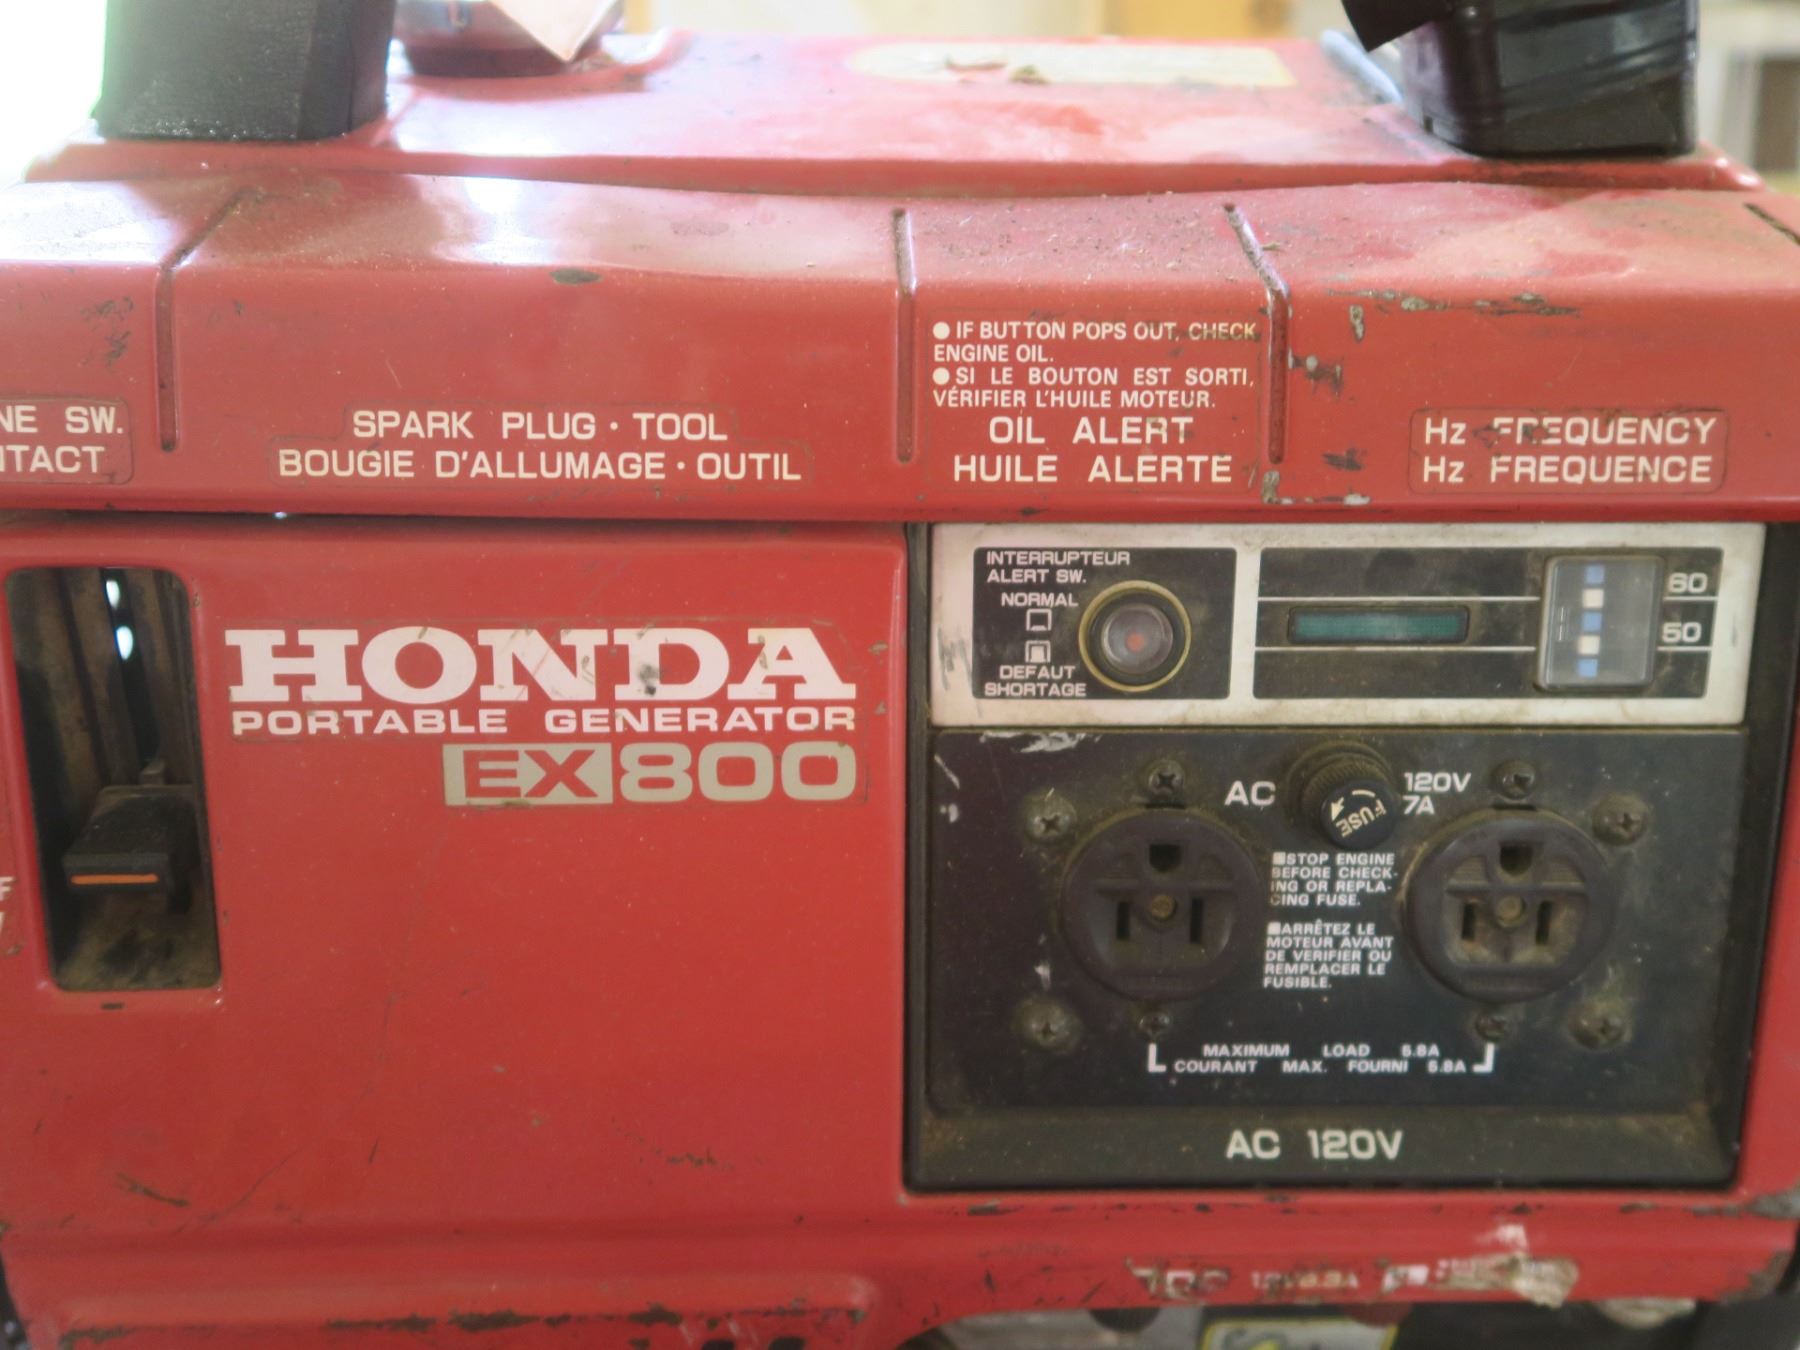 NE SW.
TACT
SPARK PLUG · TOOL
BOUGIE D'ALLUMAGE · OUTIL
● IF BUTTON POPS OUT, CHECK
ENGINE OIL.
● SI LE BOUTON EST SORTI,
VÉRIFIER L'HUILE MOTEUR.
OIL ALERT
HUILE ALERTE
Hz FREQUENCY
Hz FREQUENCE
INTERRUPTEUR
ALERT SW.
NORMAL
DEFAUT
SHORTAGE
60
50
HONDA
PORTABLE GENERATOR
EX800
AC
120V
7A
FUSE
■STOP ENGINE
BEFORE CHECK-
ING OR REPLA-
CING FUSE.
■ARRÊTEZ LE
MOTEUR AVANT
DE VERIFIER OU
REMPLACER LE
FUSIBLE.
MAXIMUM LOAD 5.8A
COURANT MAX. FOURNI 5.8A
AC 120V